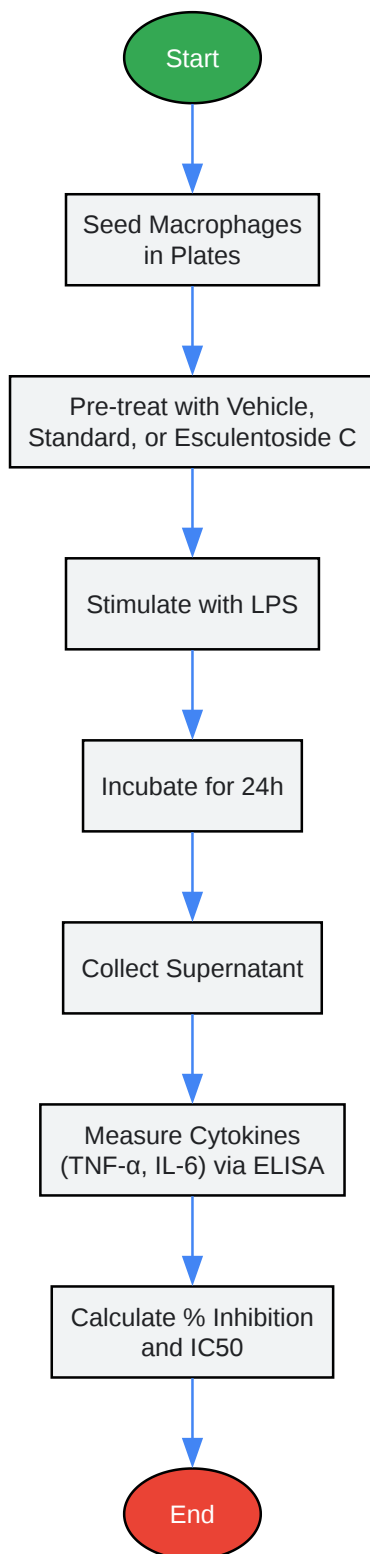 Start
Seed Macrophages
in Plates
Pre-treat with Vehicle,
Standard, or Esculentoside C
Stimulate with LPS
Incubate for 24h
Collect Supernatant
Measure Cytokines
(TNF-α, IL-6) via ELISA
Calculate % Inhibition
and IC50
End